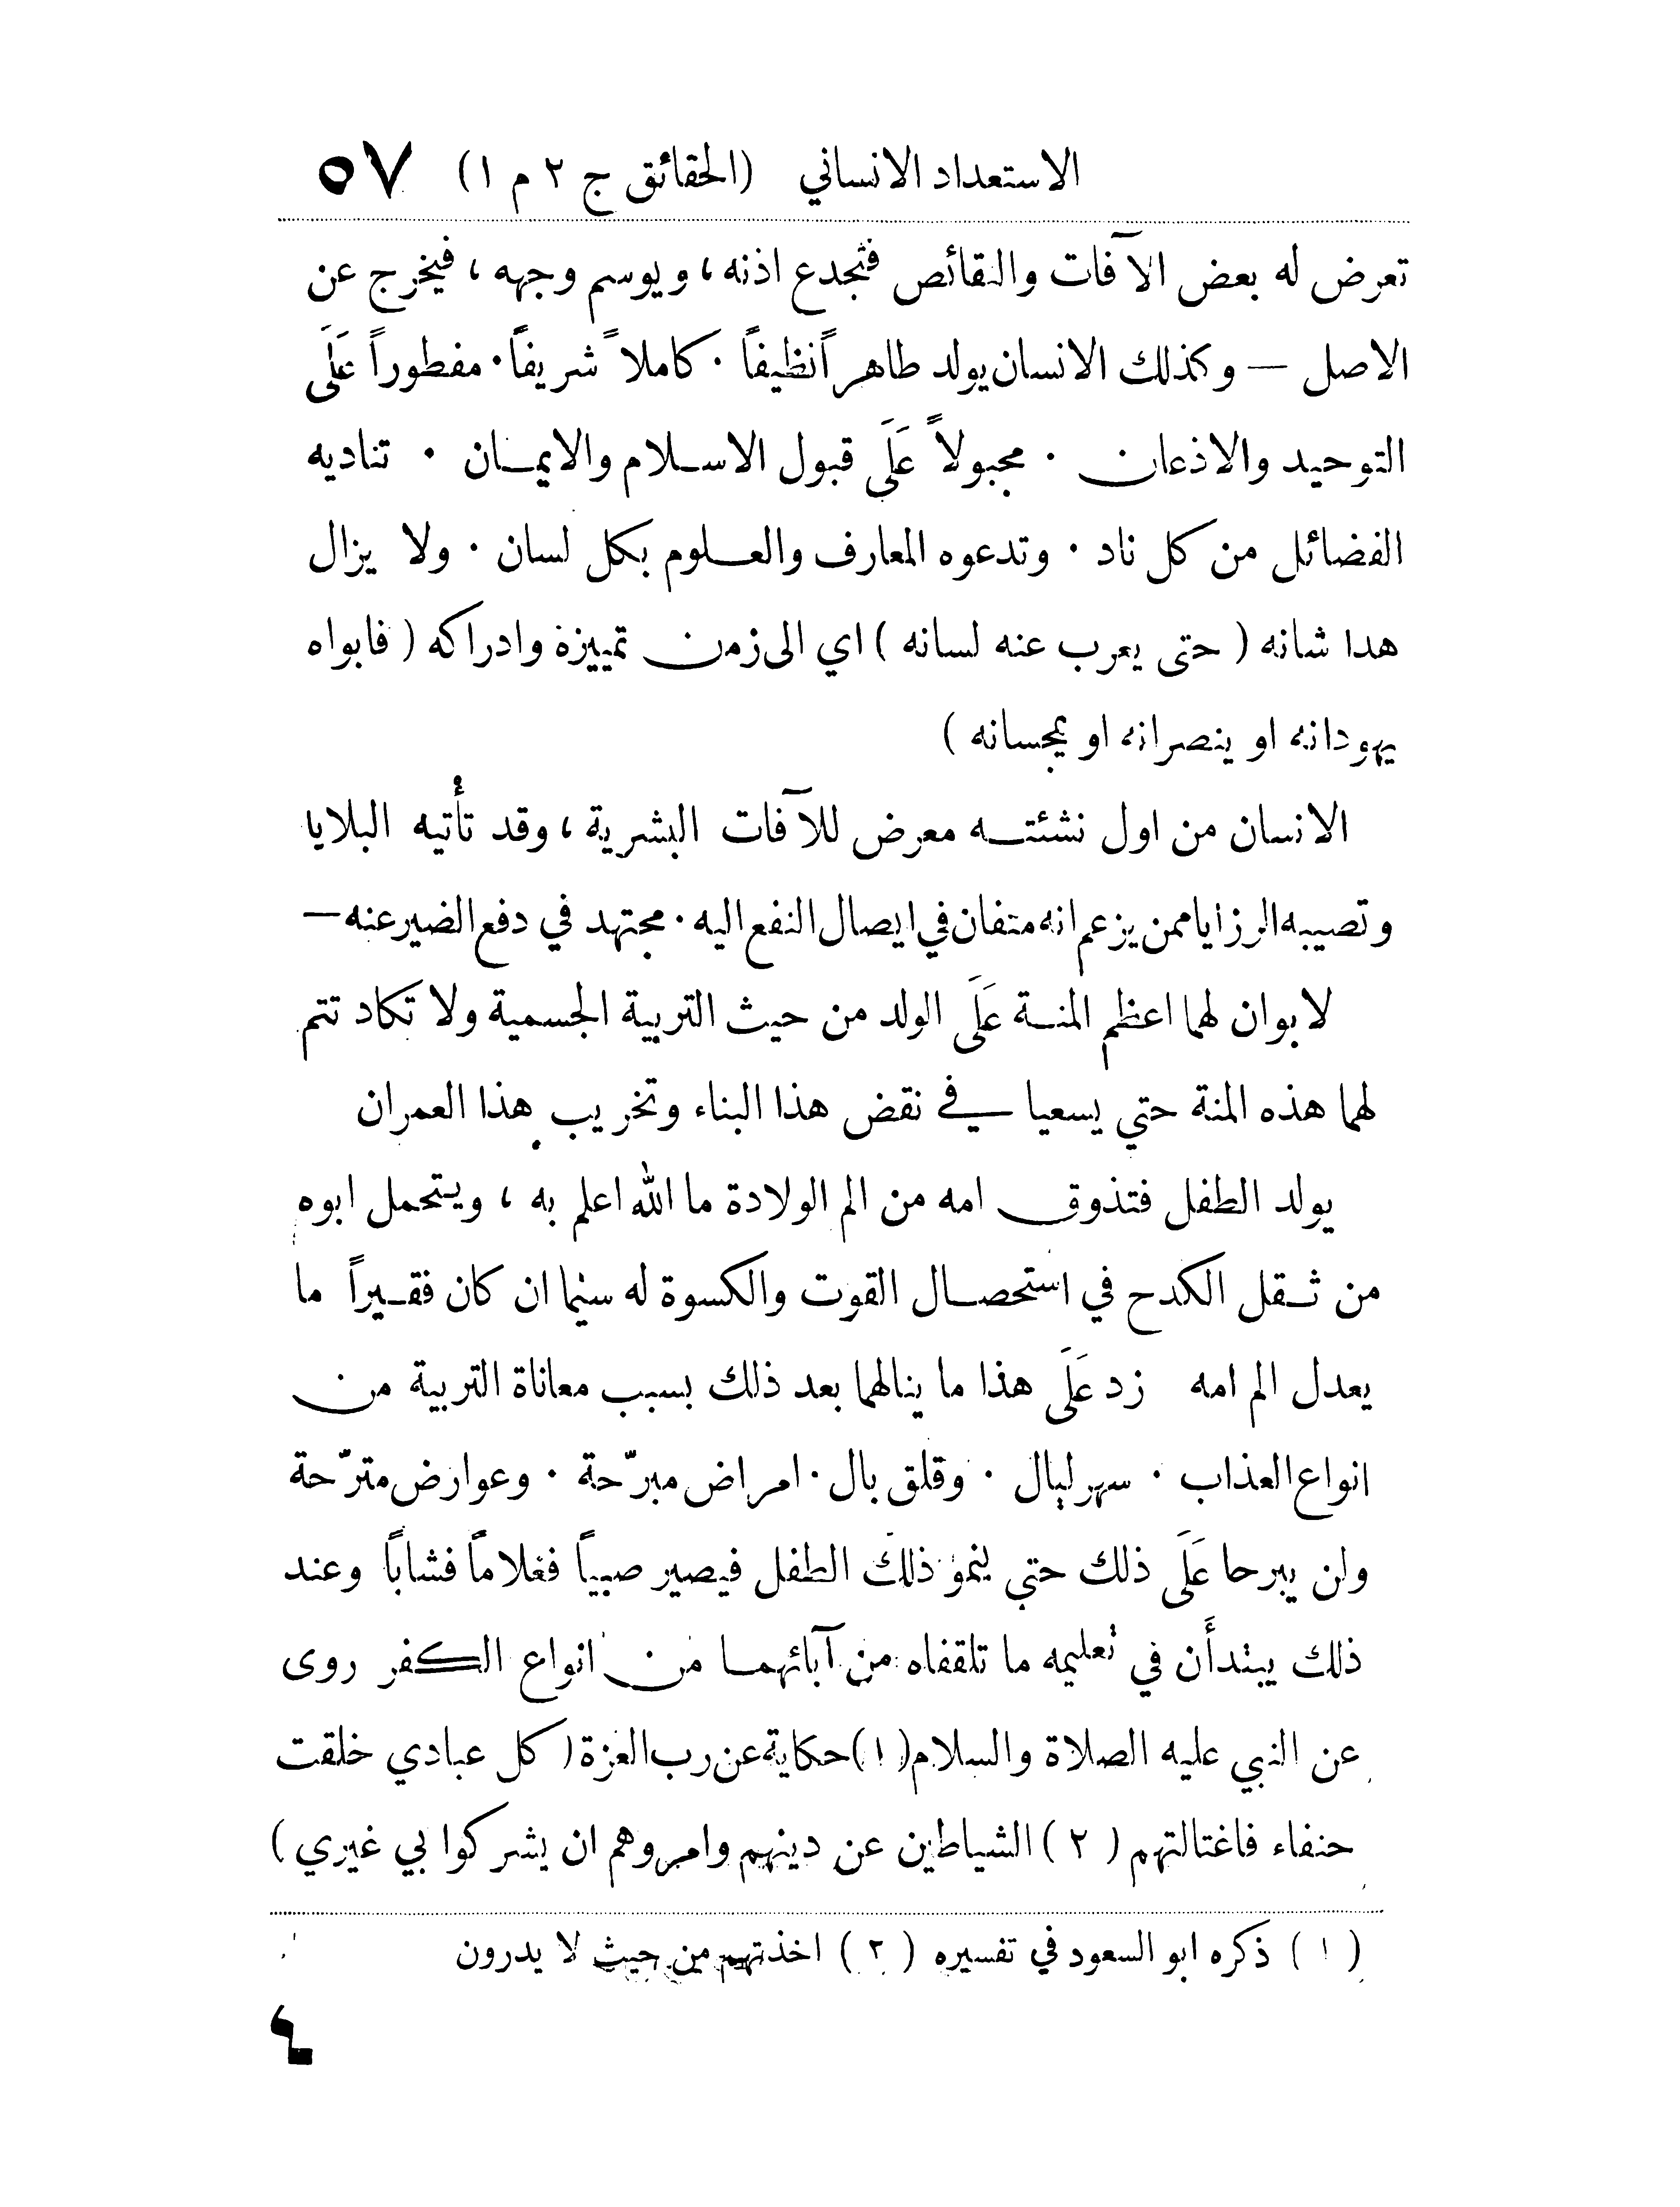 الاستعداد الانساني (الحقائق ج ٢ م ١) ٥٧
تعرض له بعض الآفات والنقائص فتجدع اذنه، ويوسم وجهه، فيخرج عن
الاصل — وكذلك الانسان يولد طاهراً نظيفاً . كاملاً شريفاً . مفطوراً عَلَى
التوحيد والاذعان . مجبولاً عَلَى قبول الاسلام والايمان . تناديه
الفضائل من كل ناد . وتدعوه المعارف والعلوم بكل لسان . ولا يزال
هدا شانه ( حتى يعرب عنه لسانه ) اي الى زمن تمييزة وادراكه ( فابواه
يهودانه او ينصرانه او يمجسانه )
الانسان من اول نشئته معرض للآفات البشرية، وقد تأتيه البلايا
وتصيبه الرزايا ممن يزعم انه متفان في ايصال النفع اليه . مجتهد في دفع الضير عنه —
لابوان لهما اعظم المنة عَلَى الولد من حيث التربية الجسمية ولا تكاد تتم
لهما هذه المنة حتي يسعيا في نقض هذا البناء وتخريب هذا العمران
يولد الطفل فتذوق امه من الم الولادة ما الله اعلم به ، ويتحمل ابوه
من ثقل الكدح في استحصال القوت والكسوة له سيما ان كان فقيراً ما
يعدل الم امه زد عَلَى هذا ما ينالهما بعد ذلك بسبب معاناة التربية من
انواع العذاب . سهر ليال . وقلق بال . امراض مبرّحة . وعوارض مترّحة
ولن يبرحا عَلَى ذلك حتي ينمو ذلك الطفل فيصير صبياً فغلاماً فشاباً وعند
ذلك يبتدأَن في تعليمه ما تلقفاه من آبائهما من انواع الكفر روى
عن النبي عليه الصلاة والسلام (١) حكاية عن رب العزة ( كل عبادي خلقت
حنفاء فاغتالتهم ( ٢ ) الشياطين عن دينهم وامروهم ان يشركوا بي غيري )
( ١ ) ذكره ابو السعود في تفسيره ( ٢ ) اخذتهم من حيث لا يدرون